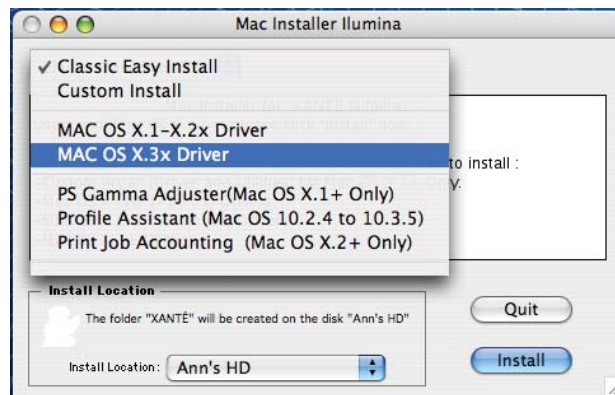 Mac Installer Ilumina
✓ Classic Easy Install
Custom Install
MAC OS X.1-X.2x Driver
MAC OS X.3x Driver
to install :
PS Gamma Adjuster(Mac OS X.1+ Only)
Profile Assistant (Mac OS 10.2.4 to 10.3.5)
Print Job Accounting (Mac OS X.2+ Only)
Install Location
The folder "XANTÉ" will be created on the disk "Ann's HD"
Quit
Install Location: Ann's HD
Install